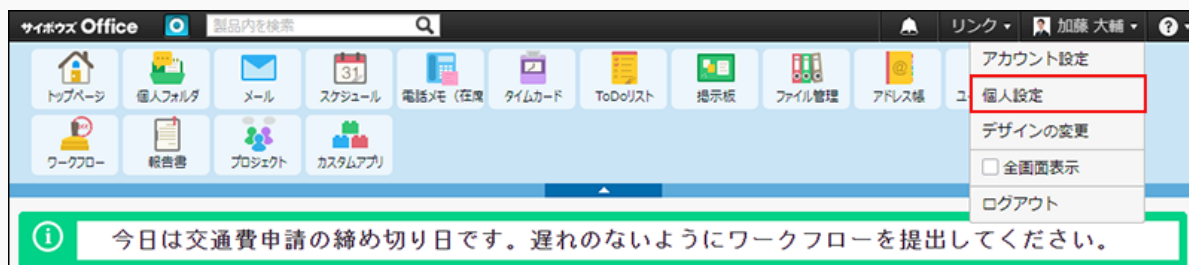 サイボウズ Office 製品内を検索 リンク 加藤 大輔
トップページ 個人フォルダ メール スケジュール 電話メモ（在席 タイムカード ToDoリスト 掲示板 ファイル管理 アドレス帳 ユー
ワークフロー 報告書 プロジェクト カスタムアプリ
アカウント設定
個人設定
デザインの変更
全画面表示
ログアウト
今日は交通費申請の締め切り日です。遅れのないようにワークフローを提出してください。